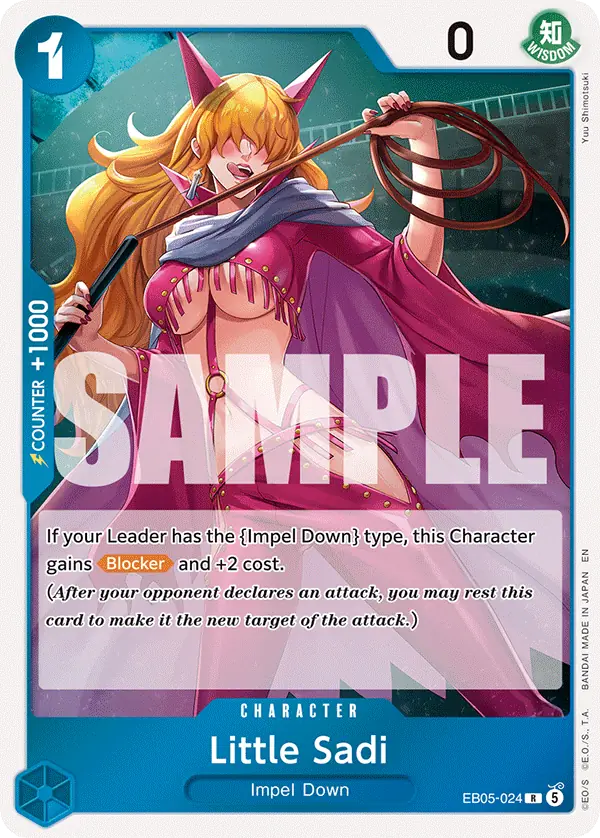 1
0
知
WISDOM
Yuu Shimotsuki
COUNTER +1000
SAMPLE
If your Leader has the {Impel Down} type, this Character
gains Blocker and +2 cost.
(After your opponent declares an attack, you may rest this
card to make it the new target of the attack.)
CHARACTER
Little Sadi
Impel Down
EB05-024 R 5
©E.O/S ©E.O./S., T.A. BANDAI MADE IN JAPAN EN